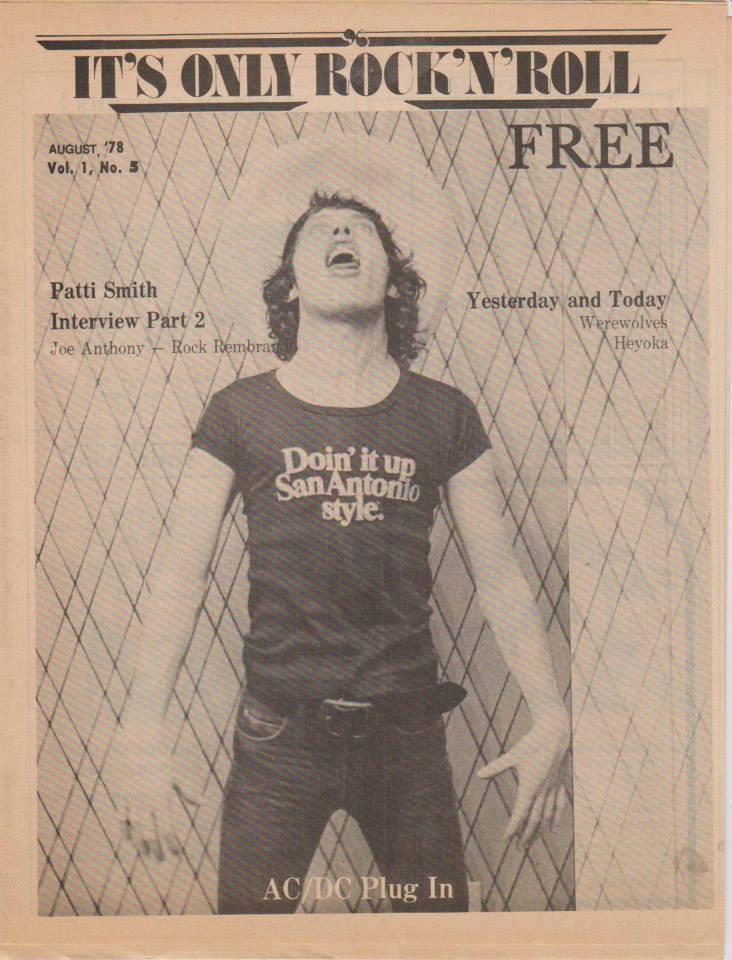 IT'S ONLY ROCK'N'ROLL
AUGUST, '78
Vol. 1, No. 5
FREE
Patti Smith
Interview Part 2
Joe Anthony — Rock Rembrandt
Yesterday and Today
Werewolves
Heyoka
Doin' it up
San Antonio
style.
AC/DC Plug In